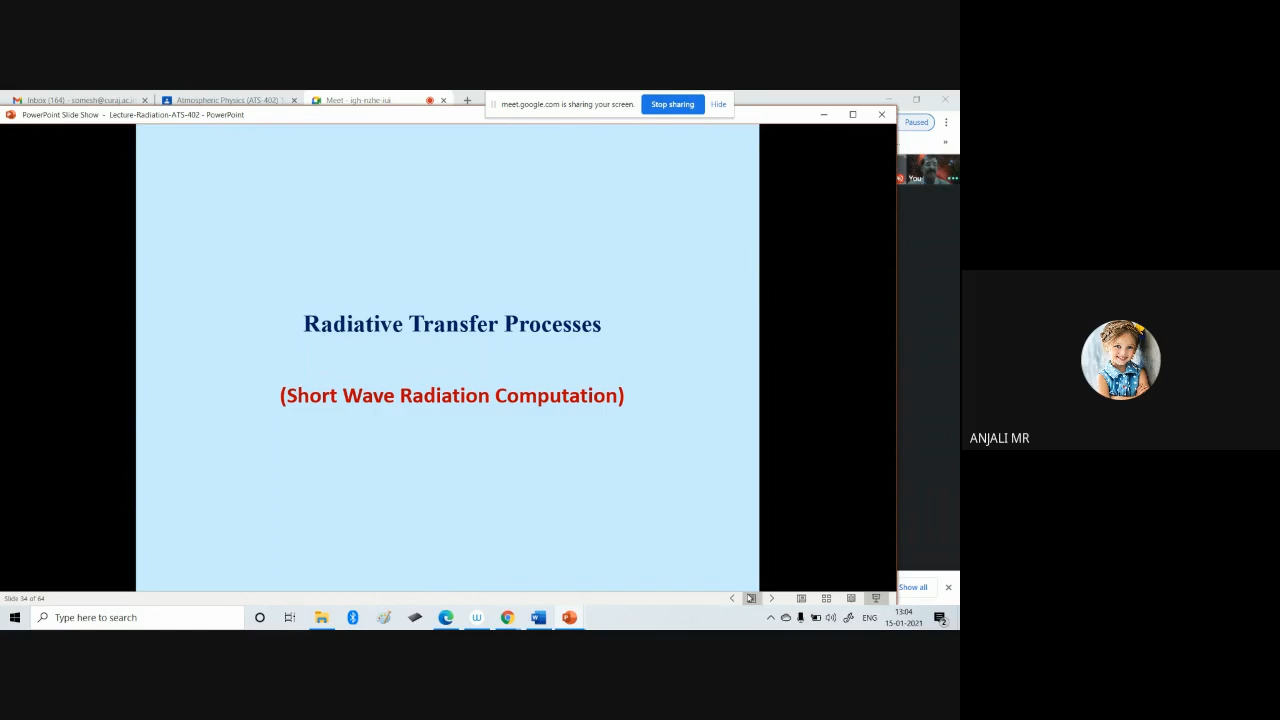 Inbox (164) - somesh@curaj.ac.i
Atmospheric Physics (ATS-402)
Meet - igh-nzhe-iui
meet.google.com is sharing your screen.
Stop sharing
Hide
PowerPoint Slide Show - Lecture-Radiation-ATS-402 - PowerPoint
Paused
You
Radiative Transfer Processes
(Short Wave Radiation Computation)
ANJALI MR
Show all
Slide 34 of 64
Type here to search
ENG
13:04
15-01-2021
2